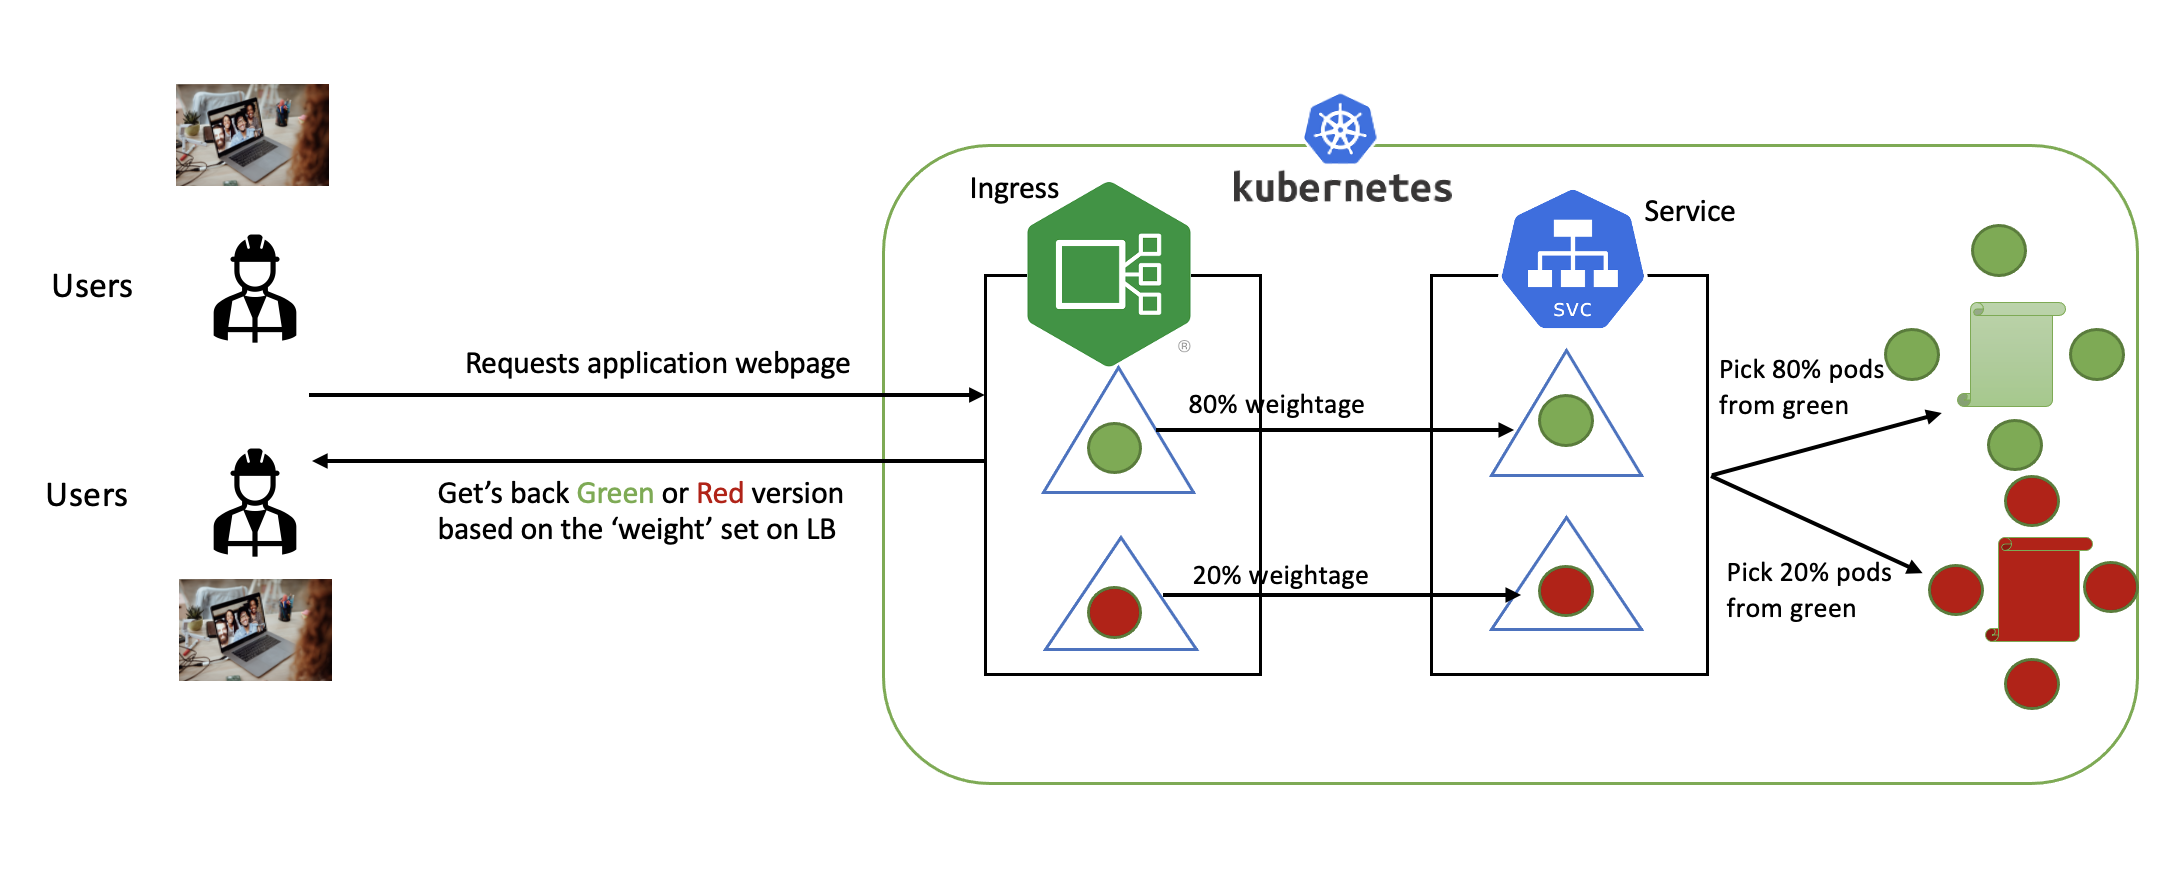 Users
Users
Requests application webpage
Get's back Green or Red version
based on the ‘weight’ set on LB
Ingress
®
kubernetes
Service
svc
80% weightage
20% weightage
Pick 80% pods
from green
Pick 20% pods
from green